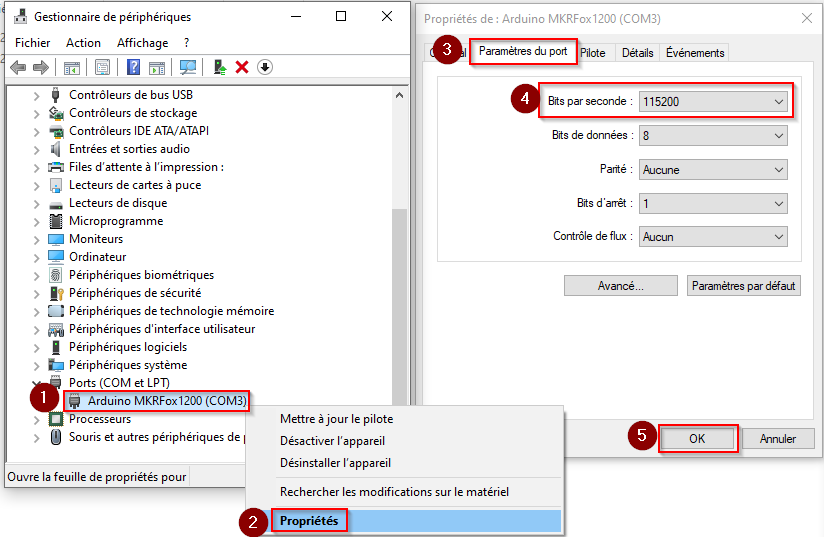 Gestionnaire de périphériques
Fichier Action Affichage ?
Contrôleurs de bus USB
Contrôleurs de stockage
Contrôleurs IDE ATA/ATAPI
Entrées et sorties audio
Files d'attente à l'impression :
Lecteurs de cartes à puce
Lecteurs de disque
Microprogramme
Moniteurs
Ordinateur
Périphériques biométriques
Périphériques de sécurité
Périphériques de technologie mémoire
Périphériques d'interface utilisateur
Périphériques logiciels
Périphériques système
Ports (COM et LPT)
1 Arduino MKRFox1200 (COM3)
Processeurs
Souris et autres périphériques de
Ouvre la feuille de propriétés pour
Mettre à jour le pilote
Désactiver l'appareil
Désinstaller l'appareil
Rechercher les modifications sur le matériel
2 Propriétés
Propriétés de : Arduino MKRFox1200 (COM3)
3 Paramètres du port Pilote Détails Événements
4 Bits par seconde : 115200
Bits de données : 8
Parité : Aucune
Bits d'arrêt : 1
Contrôle de flux : Aucun
Avancé... Paramètres par défaut
5 OK Annuler